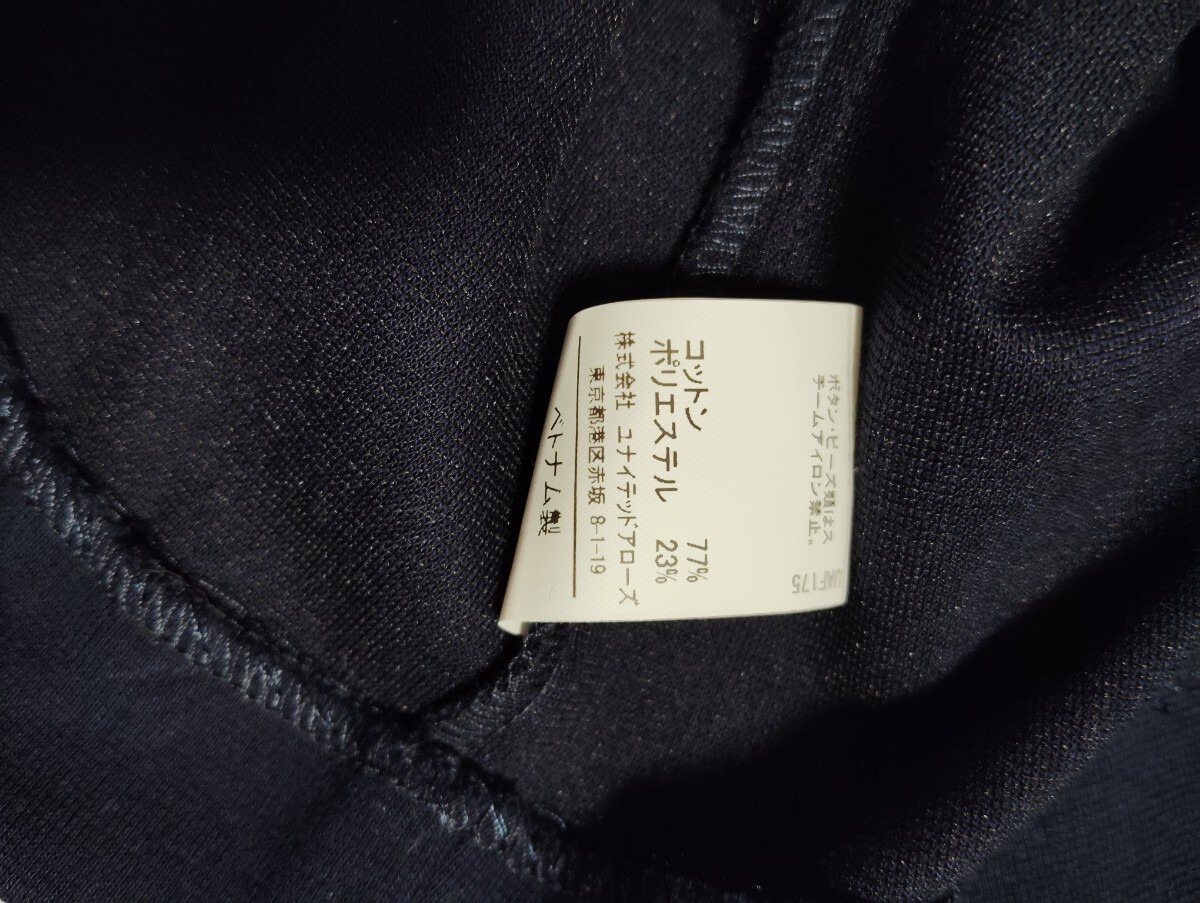 ボタン・ビーズ類はス
チームアイロン禁止。
UAF175
コットン 77%
ポリエステル 23%
株式会社 ユナイテッドアローズ
東京都港区赤坂 8-1-19
ベトナム製